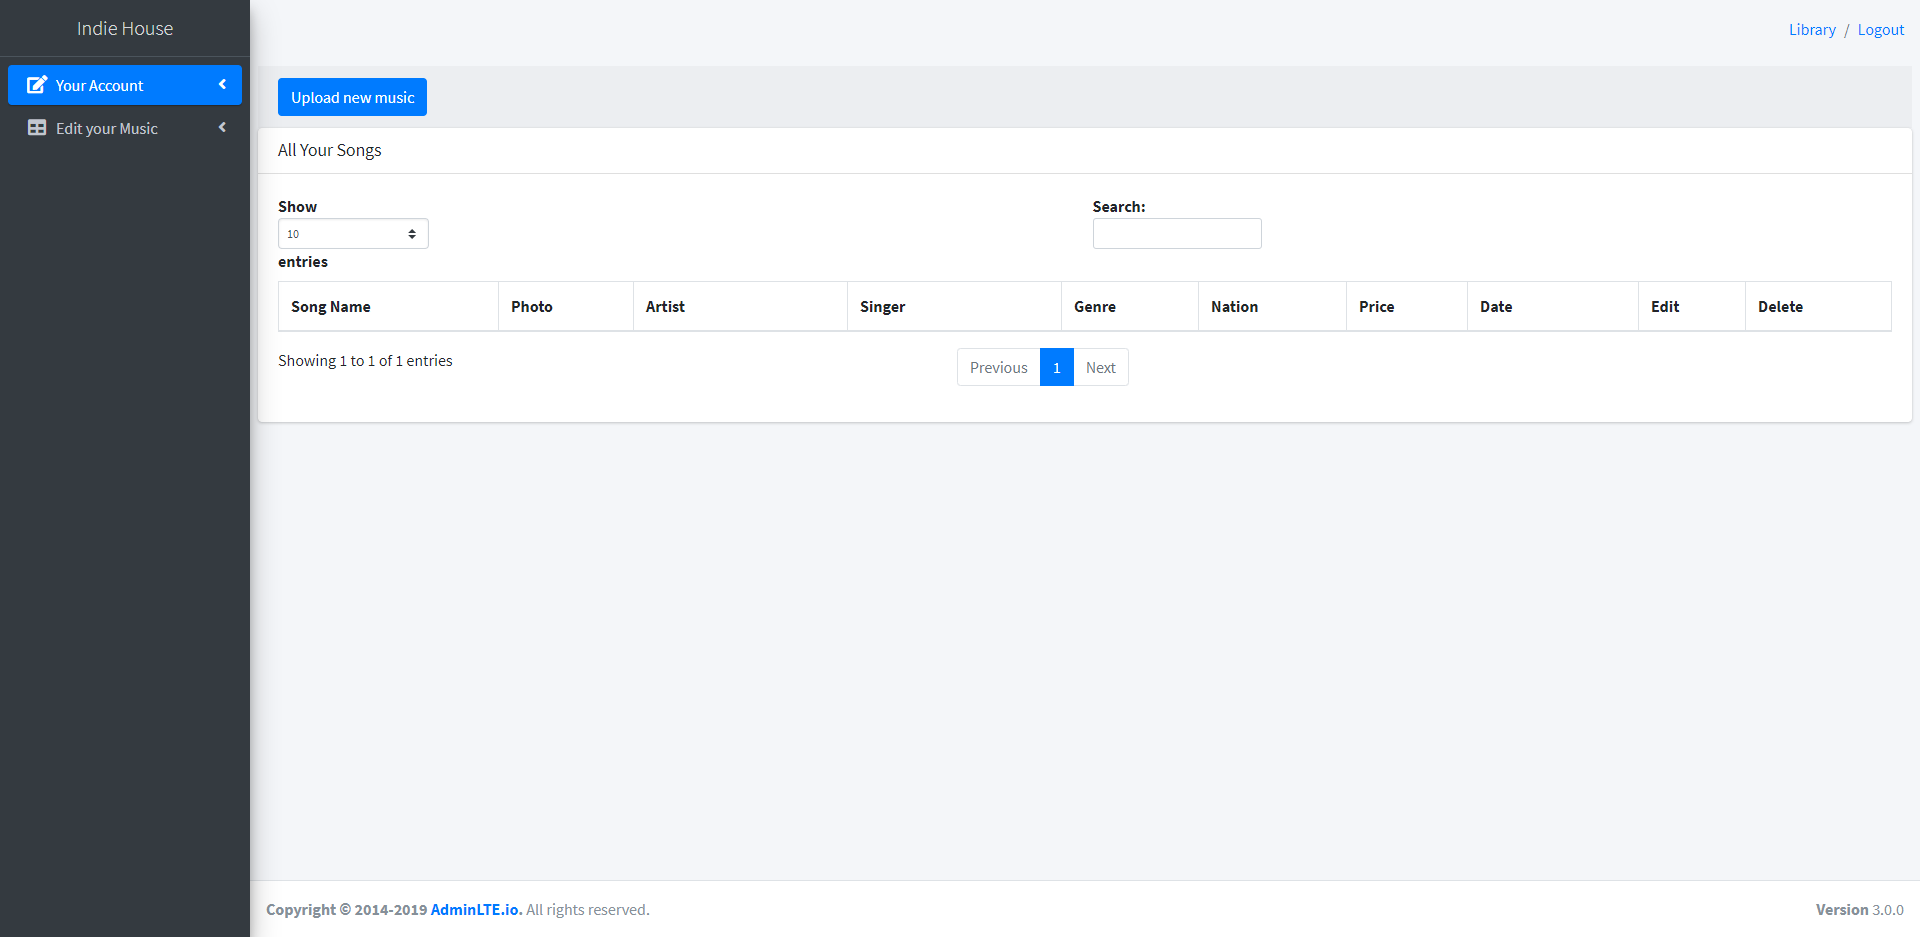 Indie House
Library / Logout
Your Account
Edit your Music
Upload new music
All Your Songs
Show
10
entries
Search:
Song Name Photo Artist Singer Genre Nation Price Date Edit Delete
Showing 1 to 1 of 1 entries
Previous 1 Next
Copyright © 2014-2019 AdminLTE.io. All rights reserved.
Version 3.0.0